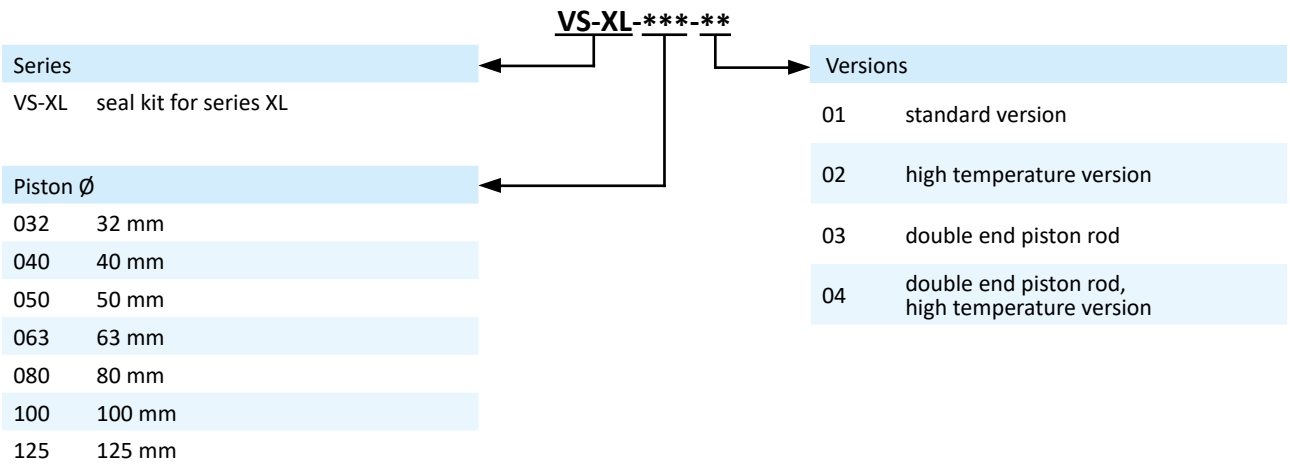 VS-XL-***-**
Series
VS-XL seal kit for series XL
Piston Ø
032 32 mm
040 40 mm
050 50 mm
063 63 mm
080 80 mm
100 100 mm
125 125 mm
Versions
01 standard version
02 high temperature version
03 double end piston rod
04 double end piston rod,
high temperature version